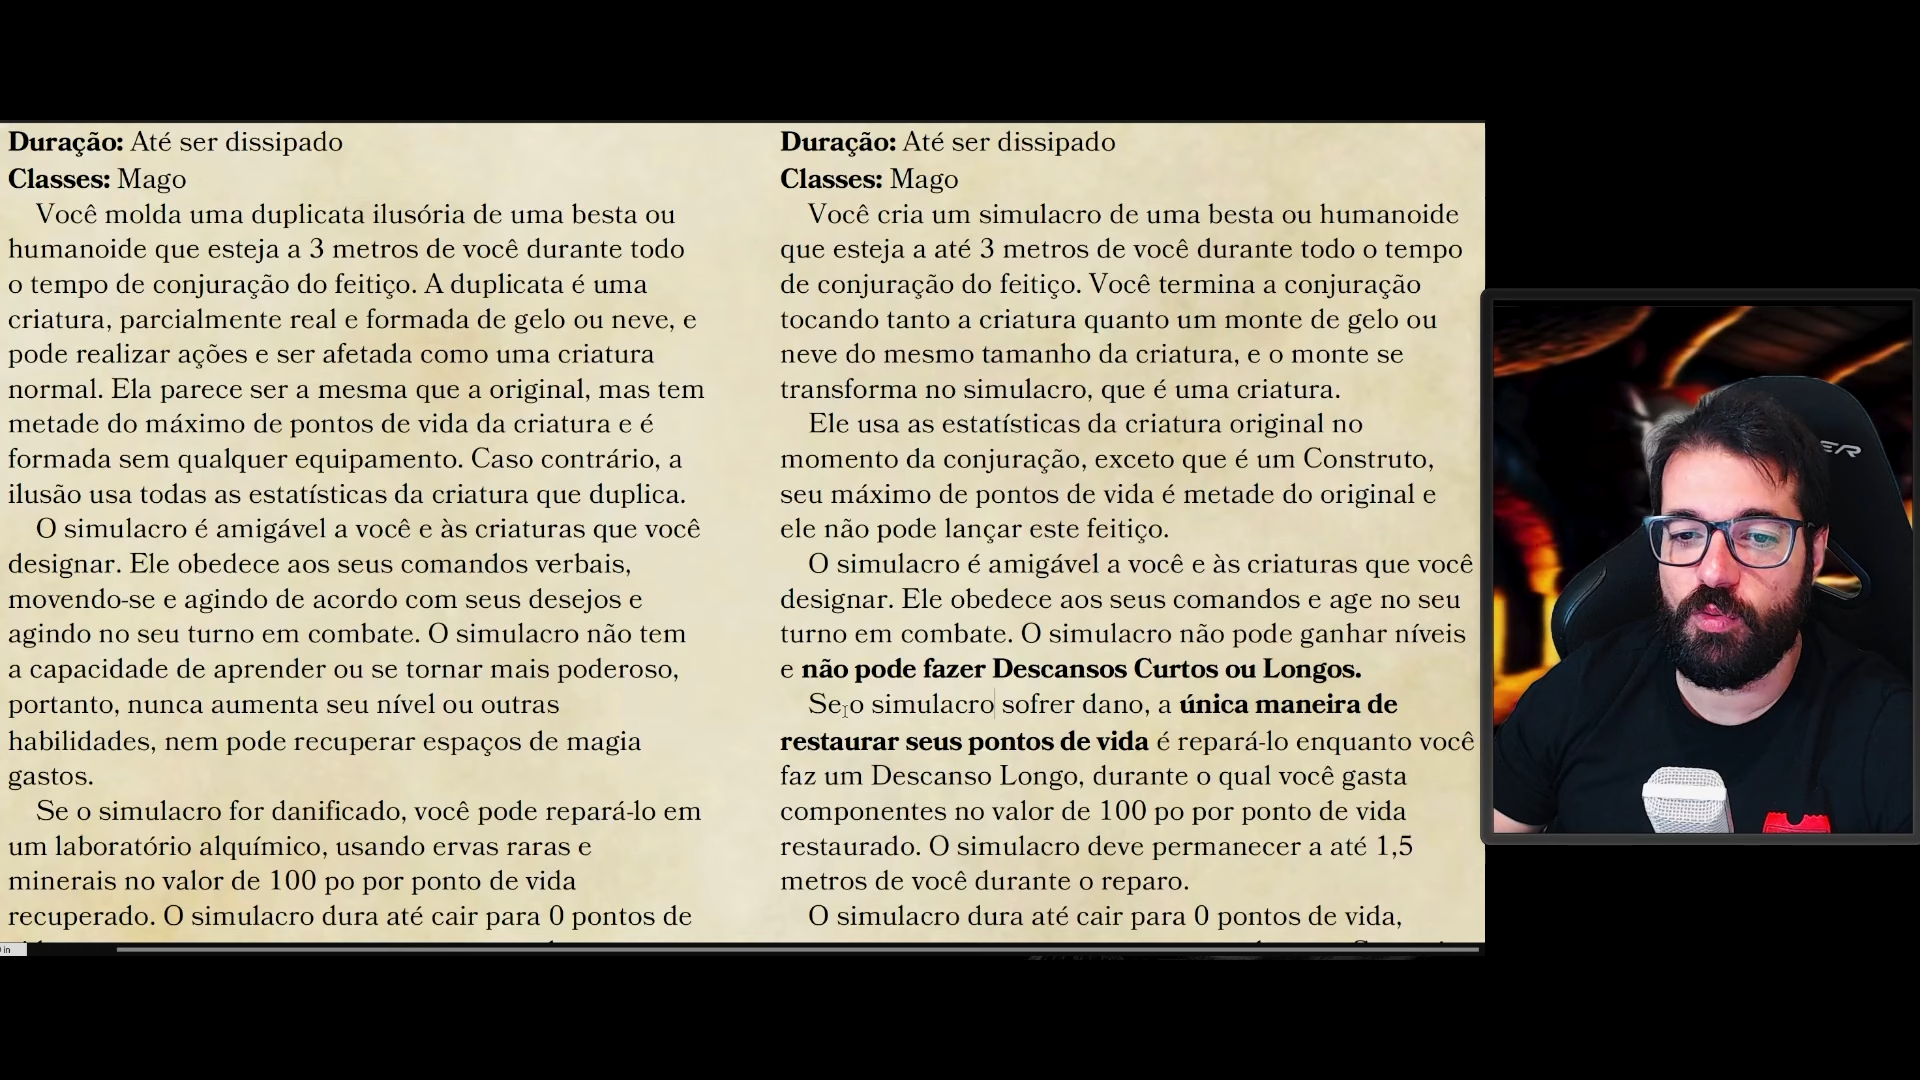 Duração: Até ser dissipado
Classes: Mago
Você molda uma duplicata ilusória de uma besta ou
humanoide que esteja a 3 metros de você durante todo
o tempo de conjuração do feitiço. A duplicata é uma
criatura, parcialmente real e formada de gelo ou neve, e
pode realizar ações e ser afetada como uma criatura
normal. Ela parece ser a mesma que a original, mas tem
metade do máximo de pontos de vida da criatura e é
formada sem qualquer equipamento. Caso contrário, a
ilusão usa todas as estatísticas da criatura que duplica.
O simulacro é amigável a você e às criaturas que você
designar. Ele obedece aos seus comandos verbais,
movendo-se e agindo de acordo com seus desejos e
agindo no seu turno em combate. O simulacro não tem
a capacidade de aprender ou se tornar mais poderoso,
portanto, nunca aumenta seu nível ou outras
habilidades, nem pode recuperar espaços de magia
gastos.
Se o simulacro for danificado, você pode repará-lo em
um laboratório alquímico, usando ervas raras e
minerais no valor de 100 po por ponto de vida
recuperado. O simulacro dura até cair para 0 pontos de
Duração: Até ser dissipado
Classes: Mago
Você cria um simulacro de uma besta ou humanoide
que esteja a até 3 metros de você durante todo o tempo
de conjuração do feitiço. Você termina a conjuração
tocando tanto a criatura quanto um monte de gelo ou
neve do mesmo tamanho da criatura, e o monte se
transforma no simulacro, que é uma criatura.
Ele usa as estatísticas da criatura original no
momento da conjuração, exceto que é um Construto,
seu máximo de pontos de vida é metade do original e
ele não pode lançar este feitiço.
O simulacro é amigável a você e às criaturas que você
designar. Ele obedece aos seus comandos e age no seu
turno em combate. O simulacro não pode ganhar níveis
e não pode fazer Descansos Curtos ou Longos.
Se o simulacro sofrer dano, a única maneira de
restaurar seus pontos de vida é repará-lo enquanto você
faz um Descanso Longo, durante o qual você gasta
componentes no valor de 100 po por ponto de vida
restaurado. O simulacro deve permanecer a até 1,5
metros de você durante o reparo.
O simulacro dura até cair para 0 pontos de vida,
in
ER